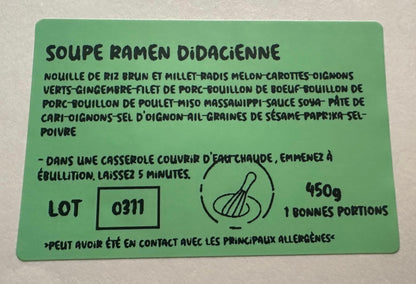 SOUPE RAMEN DIDACIENNE
NOUILLE DE RIZ BRUN ET MILLET-RADIS MELON-CAROTTES-OIGNONS
VERTS-GINGEMBRE-FILET DE PORC-BOUILLON DE BOEUF-BOUILLON DE
PORC-BOUILLON DE POULET-MISO MASSAWIPPI-SAUCE SOYA- PÂTE DE
CARI-OIGNONS-SEL D'OIGNON-AIL-GRAINES DE SÉSAME-PAPRIKA-SEL-
POIVRE
- DANS UNE CASSEROLE COUVRIR D'EAU CHAUDE, EMMENEZ À
ÉBULLITION. LAISSEZ 5 MINUTES.
LOT 0311
450g
1 BONNES PORTIONS
>PEUT AVOIR ÉTÉ EN CONTACT AVEC LES PRINCIPAUX ALLERGÈNES<